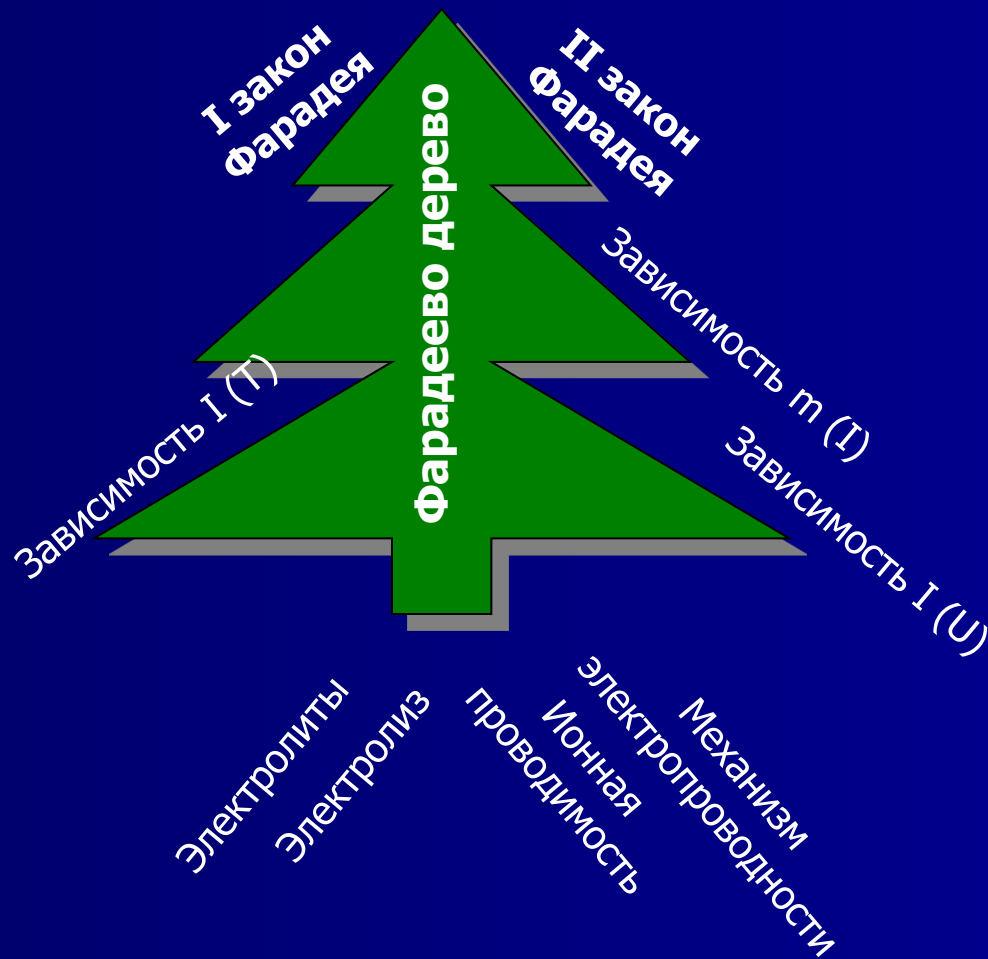 I закон
Фарадея
II закон
Фарадея
Фарадеево дерево
Зависимость m (I)
Зависимость I (T)
Зависимость I (U)
Электролиты
Электролиз
Ионная
проводимость
Механизм
электропроводности